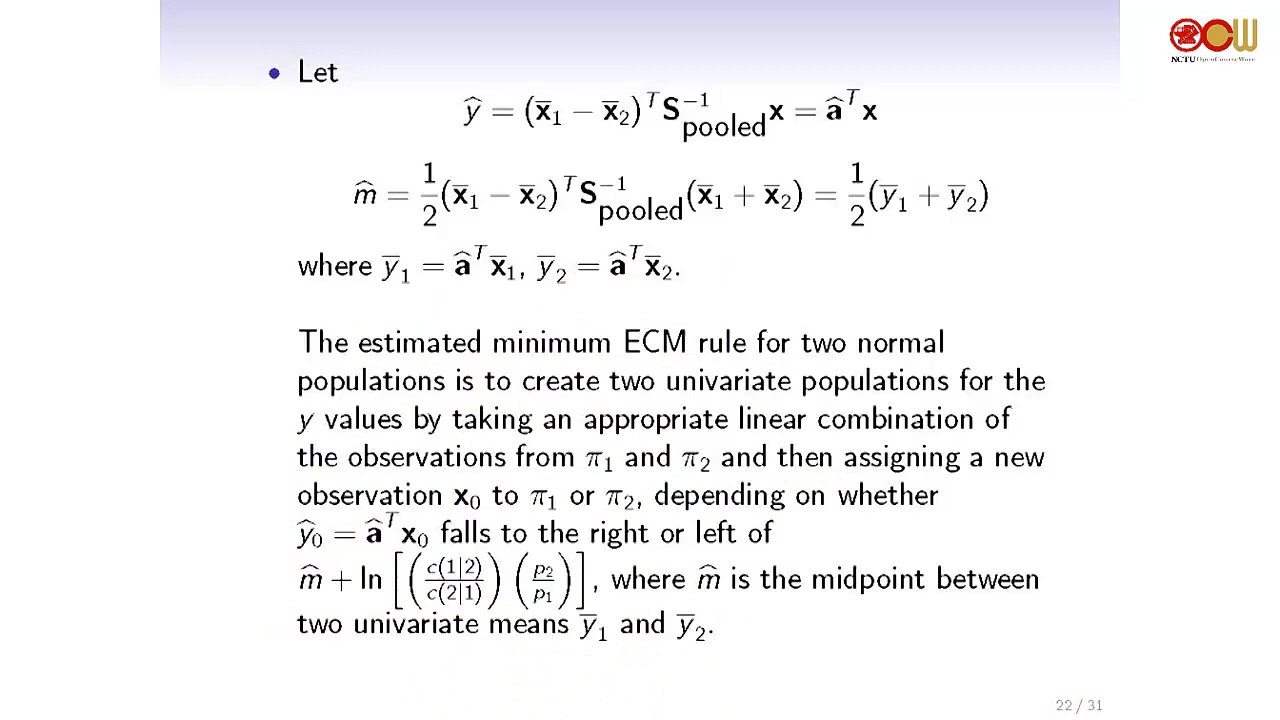 NCTU OpenCourseWare
• Let
ŷ = (x̄₁ − x̄₂)ᵀ S⁻¹pooled x = âᵀx
m̂ = 1/2 (x̄₁ − x̄₂)ᵀ S⁻¹pooled (x̄₁ + x̄₂) = 1/2 (ȳ₁ + ȳ₂)
where ȳ₁ = âᵀx̄₁, ȳ₂ = âᵀx̄₂.
The estimated minimum ECM rule for two normal
populations is to create two univariate populations for the
y values by taking an appropriate linear combination of
the observations from π₁ and π₂ and then assigning a new
observation x₀ to π₁ or π₂, depending on whether
ŷ₀ = âᵀx₀ falls to the right or left of
m̂ + ln [(c(1|2)/c(2|1)) (p₂/p₁)], where m̂ is the midpoint between
two univariate means ȳ₁ and ȳ₂.
22 / 31